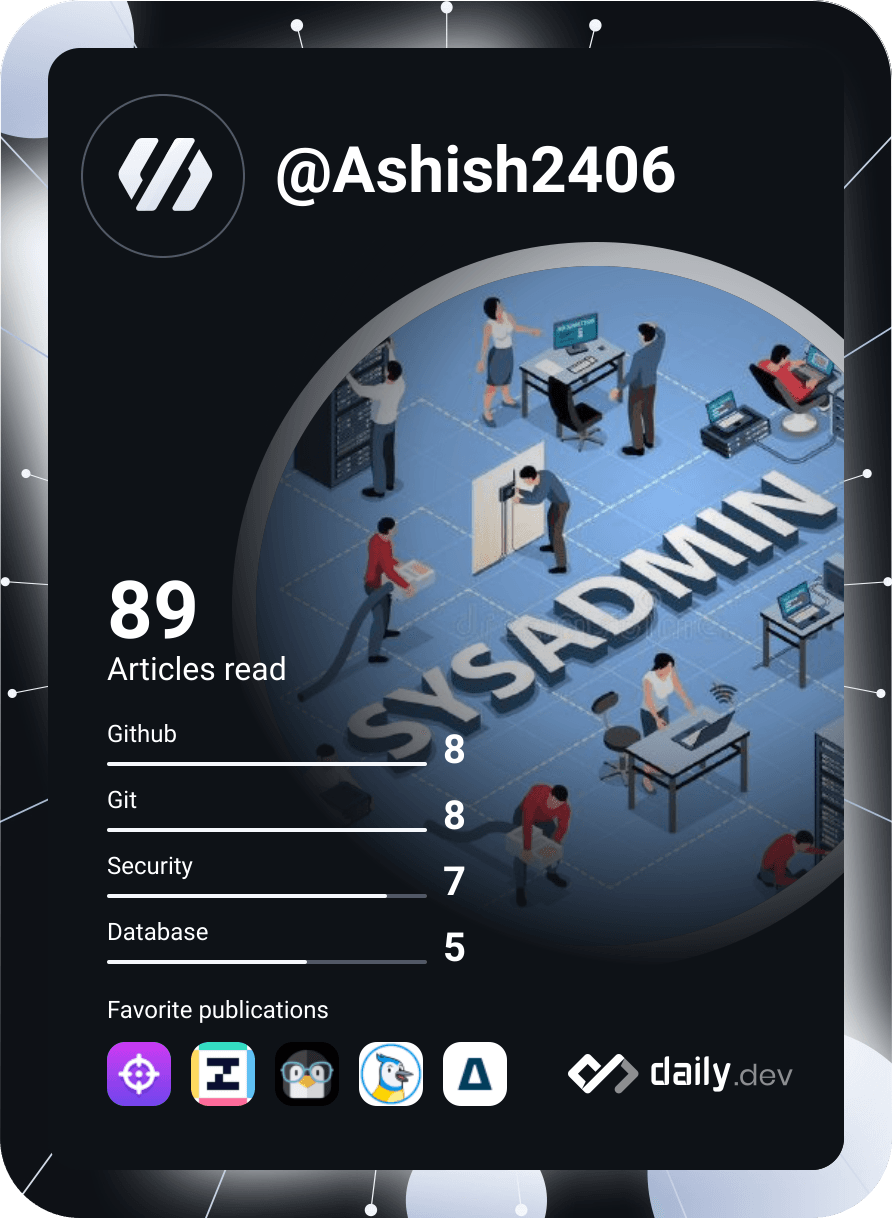 @Ashish2406
SYSADMIN
89
Articles read
Github
8
Git
8
Security
7
Database
5
Favorite publications
daily.dev